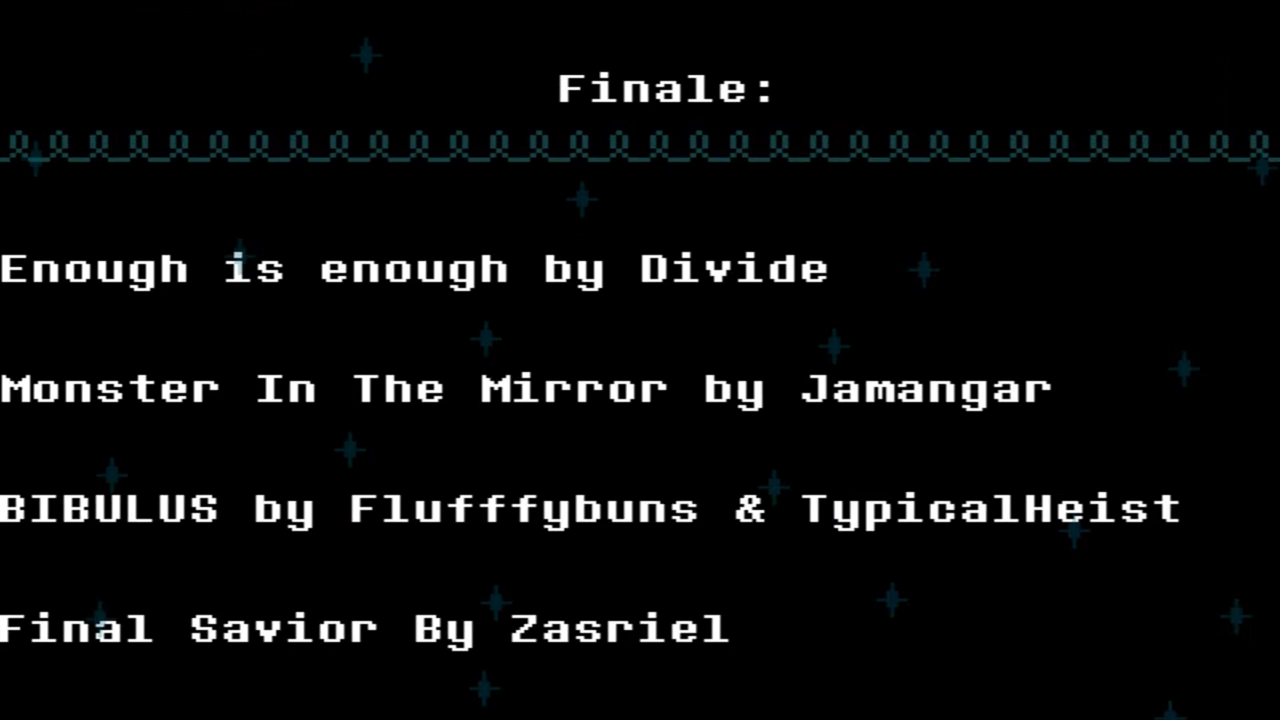 Finale:
Enough is enough by Divide
Monster In The Mirror by Jamangar
BIBULUS by Flufffybuns & TypicalHeist
Final Savior By Zasriel